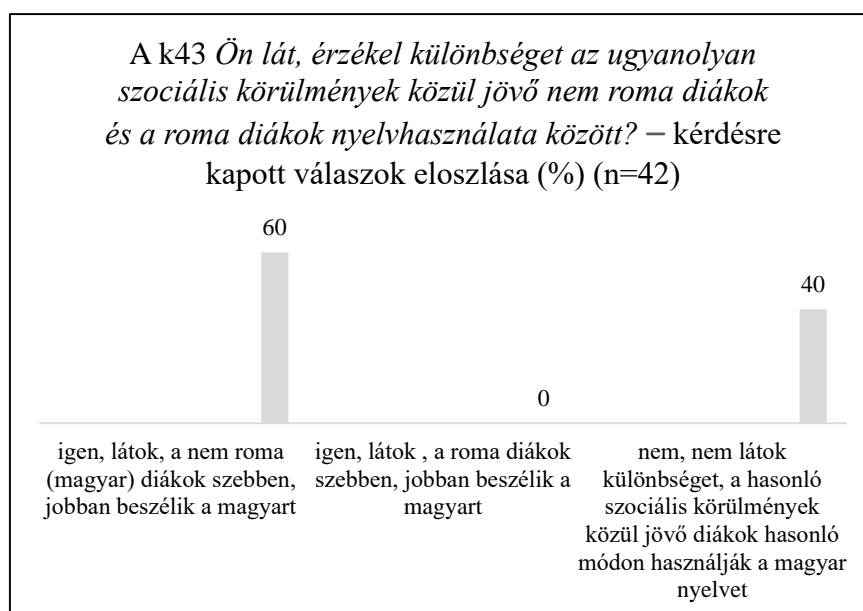 A k43 Ön lát, érzékel különbséget az ugyanolyan
szociális körülmények közül jövő nem roma diákok
és a roma diákok nyelvhasználata között? – kérdésre
kapott válaszok eloszlása (%) (n=42)
60
0
40
igen, látok, a nem roma
(magyar) diákok szebben,
jobban beszélik a magyart
igen, látok , a roma diákok
szebben, jobban beszélik a
magyart
nem, nem látok
különbséget, a hasonló
szociális körülmények
közül jövő diákok hasonló
módon használják a magyar
nyelvet